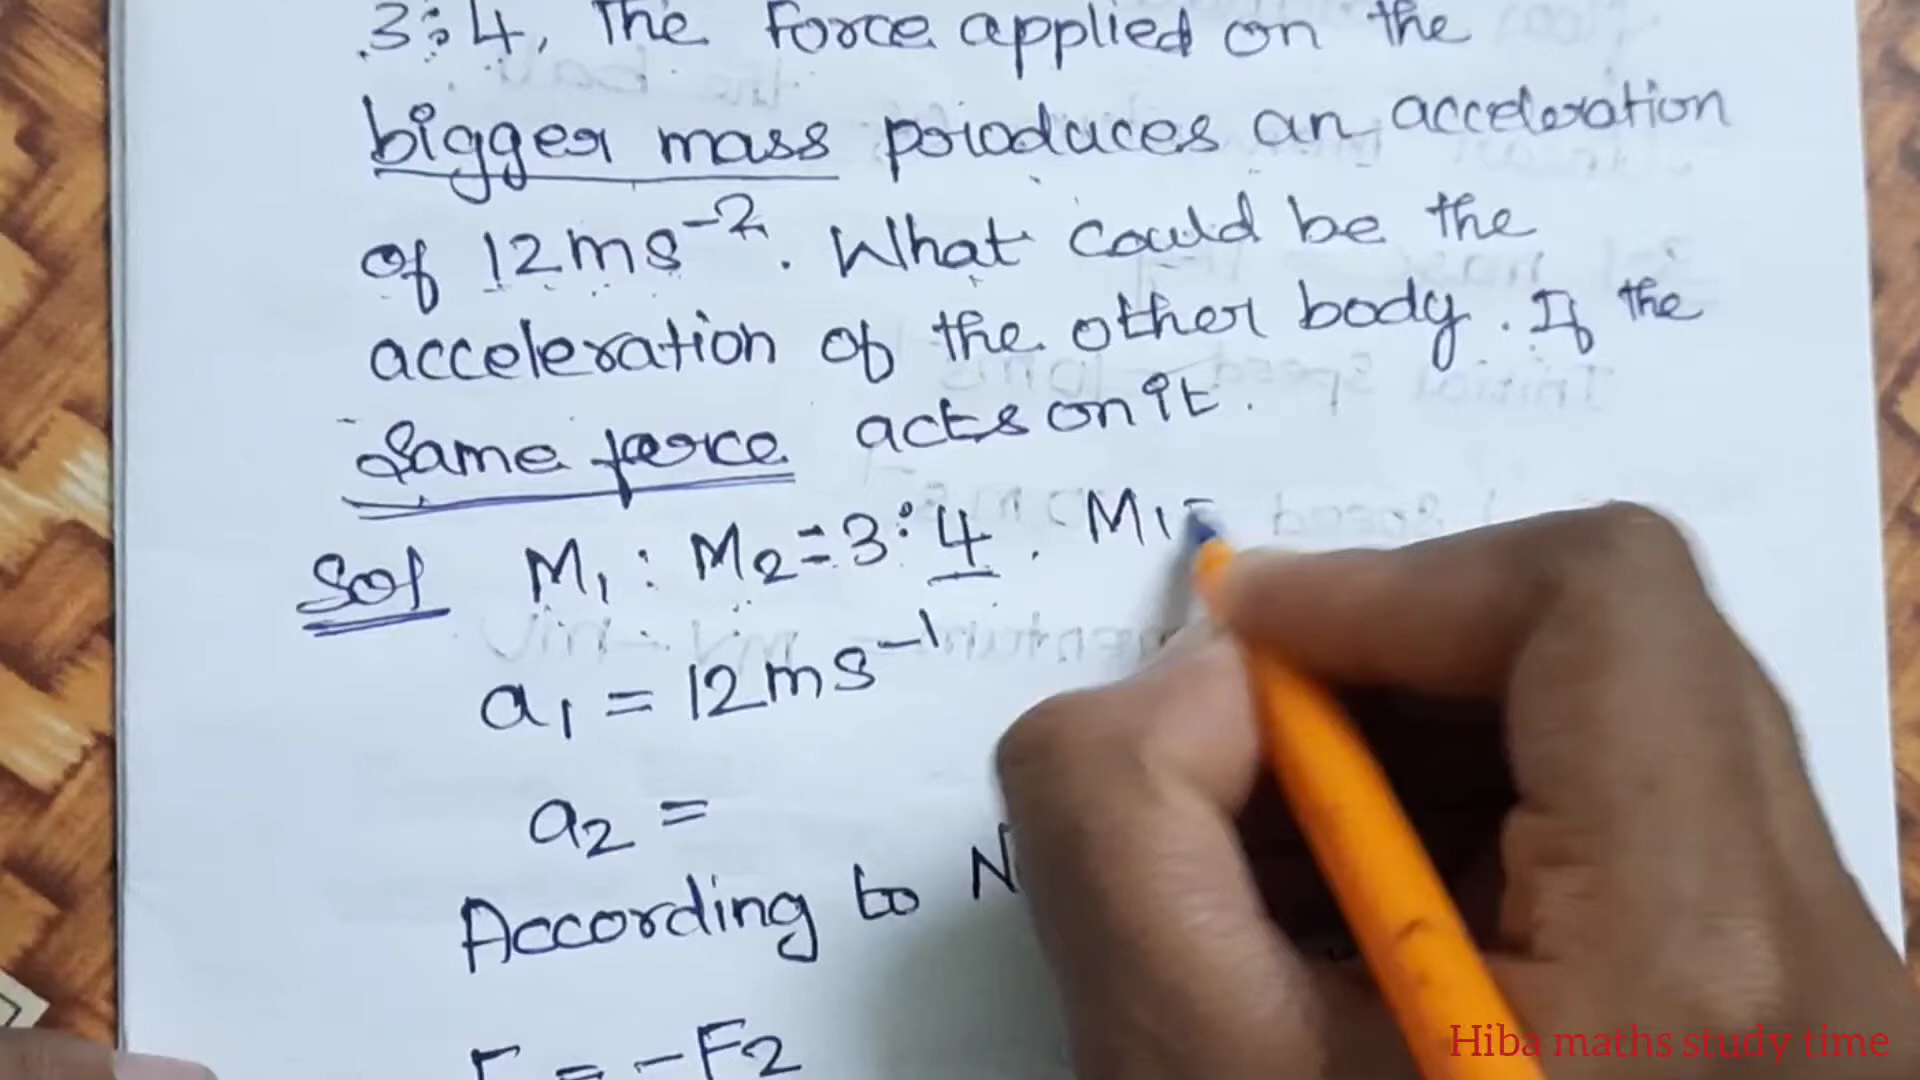 3:4, The Force applied on the
bigger mass produces an acceleration
of 12ms⁻². What could be the
acceleration of the other body. If the
Same force acts on it.
Sol M₁ : M₂ = 3:4. M₁=
a₁ = 12ms⁻¹
a₂ =
According to N
= -F₂
Hiba maths study time